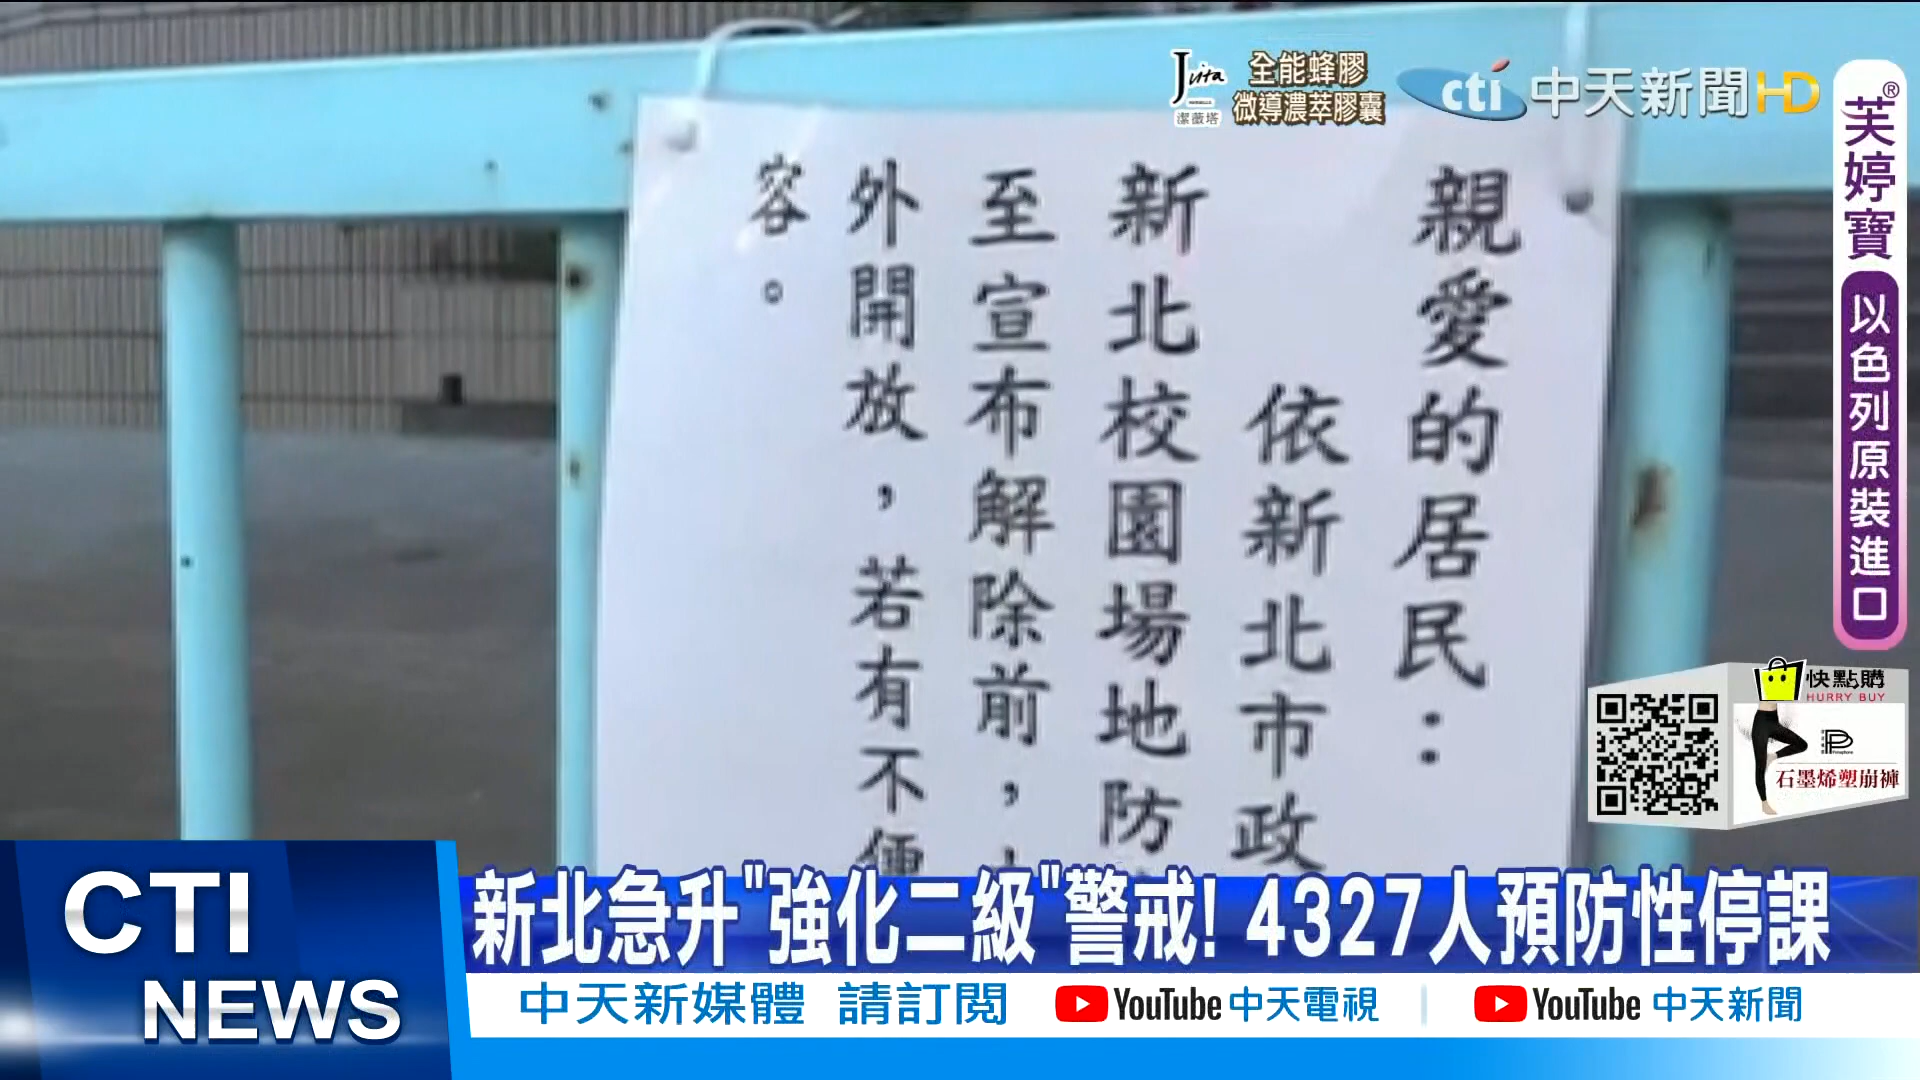 Jvita
潔薇塔
全能蜂膠
微導濃萃膠囊
cti 中天新聞HD
芙婷寶®
以色列原裝進口
親愛的居民：
依新北市政
新北校園場地防
至宣布解除前，
外開放，若有不便
容。
快點購
HURRY BUY
石墨烯塑崩褲
CTI
NEWS
新北急升"強化二級"警戒! 4327人預防性停課
中天新媒體 請訂閱 YouTube 中天電視 YouTube 中天新聞